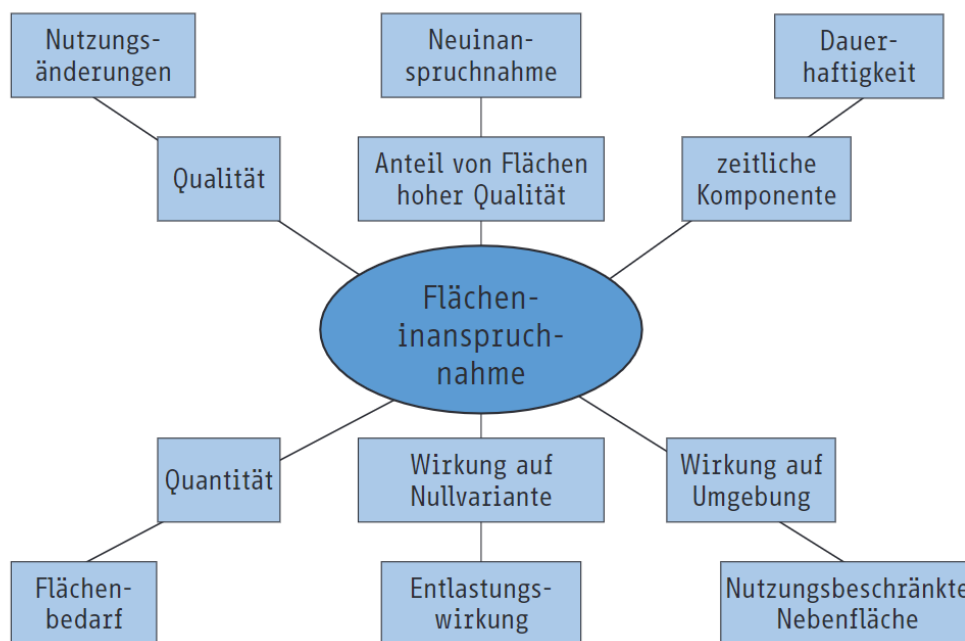 Nutzungs-
änderungen
Neuinan-
spruchnahme
Dauer-
haftigkeit
Qualität
Anteil von Flächen
hoher Qualität
zeitliche
Komponente
Flächen-
inanspruch-
nahme
Quantität
Wirkung auf
Nullvariante
Wirkung auf
Umgebung
Flächen-
bedarf
Entlastungs-
wirkung
Nutzungsbeschränkte
Nebenfläche